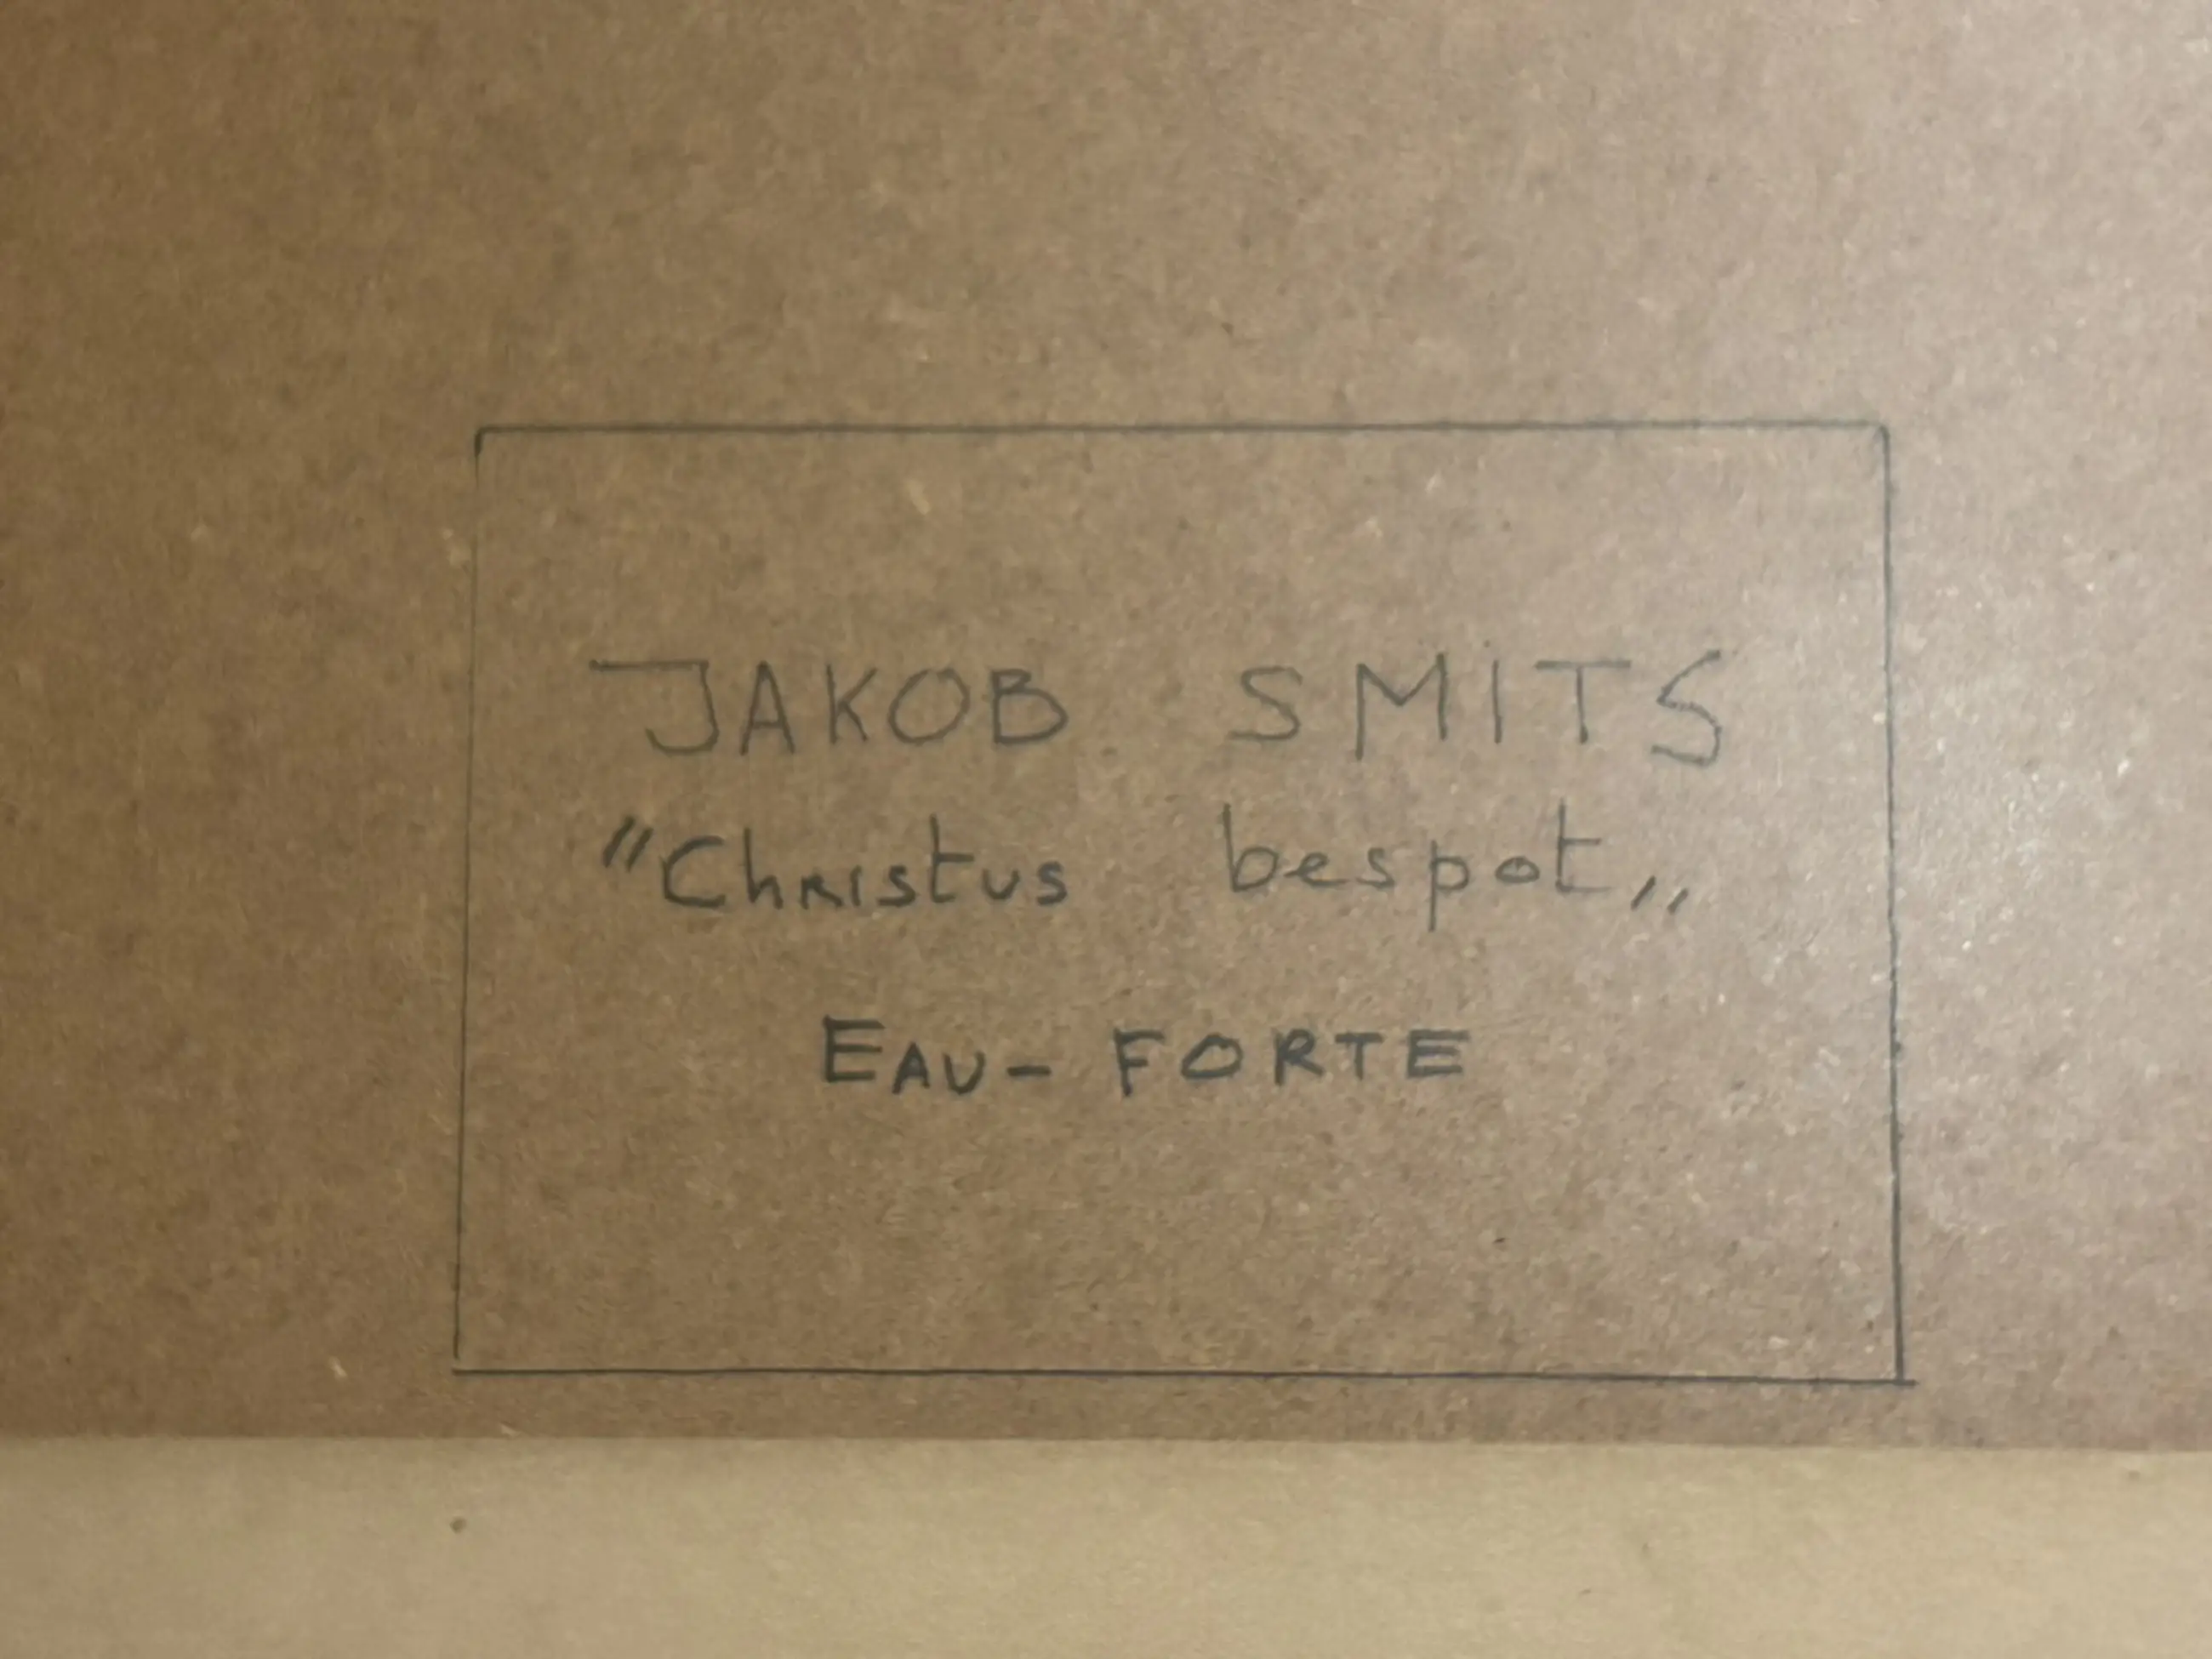 JAKOB SMITS
"Christus bespot„
EAU-FORTE